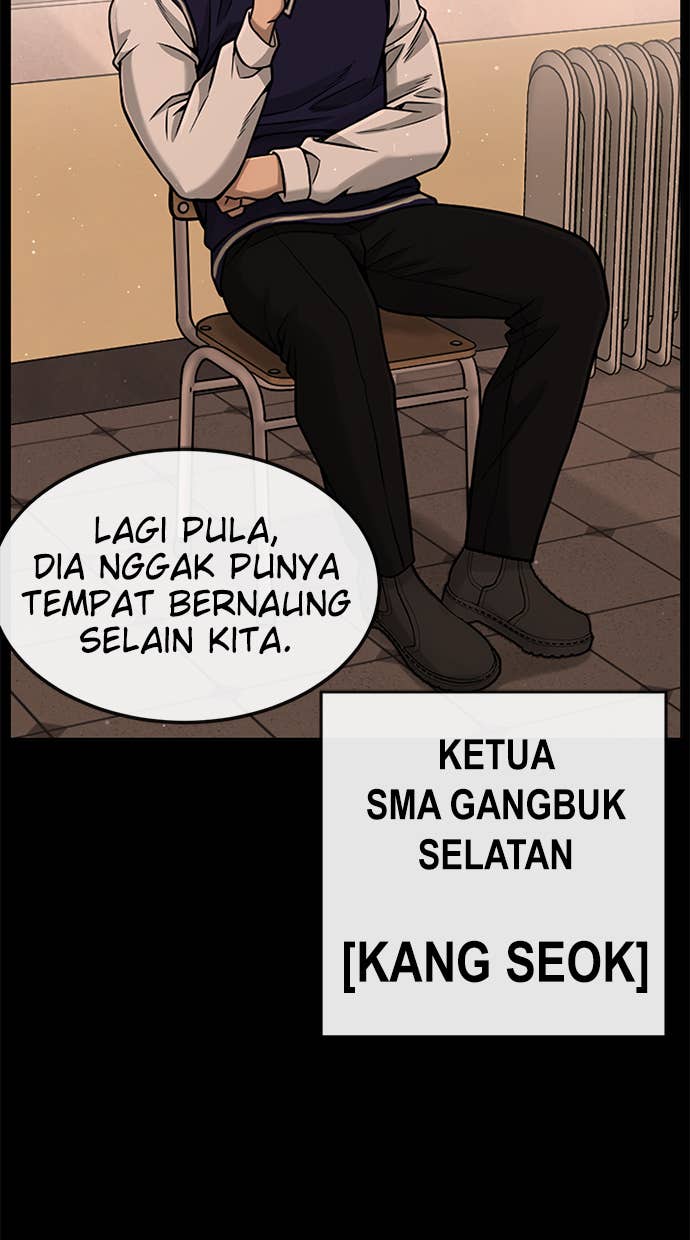 LAGI PULA,
DIA NGGAK PUNYA
TEMPAT BERNAUNG
SELAIN KITA.
KETUA
SMA GANGBUK
SELATAN
[KANG SEOK]